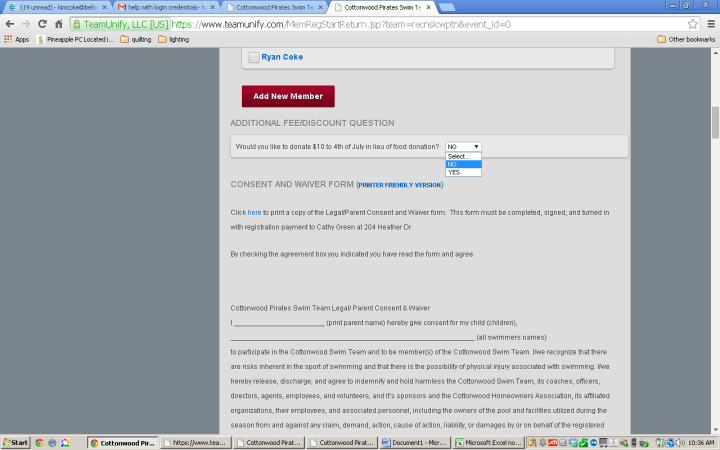 (19 unread) - kimcoke@bells
help with login credentials- k
Cottonwood Pirates Swim Te
Cottonwood Pirates Swim Te
TeamUnify, LLC [US]
https://www.teamunify.com/MemRegStartReturn.jsp?team=recnslcwptn&event_id=0
Apps
Pineapple PC Located i...
quilting
lighting
Other bookmarks
Ryan Coke
Add New Member
ADDITIONAL FEE/DISCOUNT QUESTION
Would you like to donate $10 to 4th of July in lieu of food donation?
NO
Select...
NO
YES
CONSENT AND WAIVER FORM (PRINTER FRIENDLY VERSION)
Click here to print a copy of the Legal/Parent Consent and Waiver form. This form must be completed, signed, and turned in
with registration payment to Cathy Green at 204 Heather Dr.
By checking the agreement box you indicated you have read the form and agree.
Cottonwood Pirates Swim Team Legal/ Parent Consent & Waiver
I __________________________ (print parent name) hereby give consent for my child (children),
______________________________________________________________________ (all swimmers names)
to participate in the Cottonwood Swim Team and to be member(s) of the Cottonwood Swim Team. I/we recognize that there
are risks inherent in the sport of swimming and that there is the possibility of physical injury associated with swimming. I/we
hereby release, discharge, and agree to indemnify and hold harmless the Cottonwood Swim Team, its coaches, officers,
directors, agents, employees, and volunteers, and it's sponsors and the Cottonwood Homeowners Association, its affiliated
organizations, their employees, and associated personnel, including the owners of the pool and facilities utilized during the
season from and against any claim, demand, action, cause of action, liability, or damages by or on behalf of the registered
Start
Cottonwood Pir...
https://www.tea...
Cottonwood Pirat...
Cottonwood Pirat...
Document1 - Micr...
Microsoft Excel no...
10:36 AM